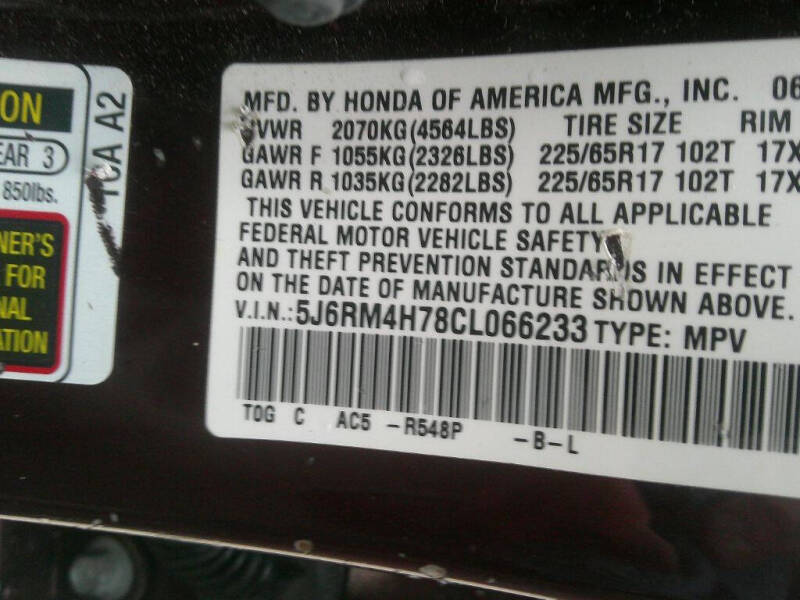 ON
EAR 3
850lbs.
NER'S
FOR
NAL
ATION
10A A2
MFD. BY HONDA OF AMERICA MFG., INC. 06
GVWR 2070KG(4564LBS) TIRE SIZE RIM
GAWR F 1055KG(2326LBS) 225/65R17 102T 17X
GAWR R 1035KG(2282LBS) 225/65R17 102T 17X
THIS VEHICLE CONFORMS TO ALL APPLICABLE
FEDERAL MOTOR VEHICLE SAFETY
AND THEFT PREVENTION STANDARDS IN EFFECT
ON THE DATE OF MANUFACTURE SHOWN ABOVE.
V.I.N.:5J6RM4H78CL066233 TYPE: MPV
TOG C AC5 -R548P -B-L